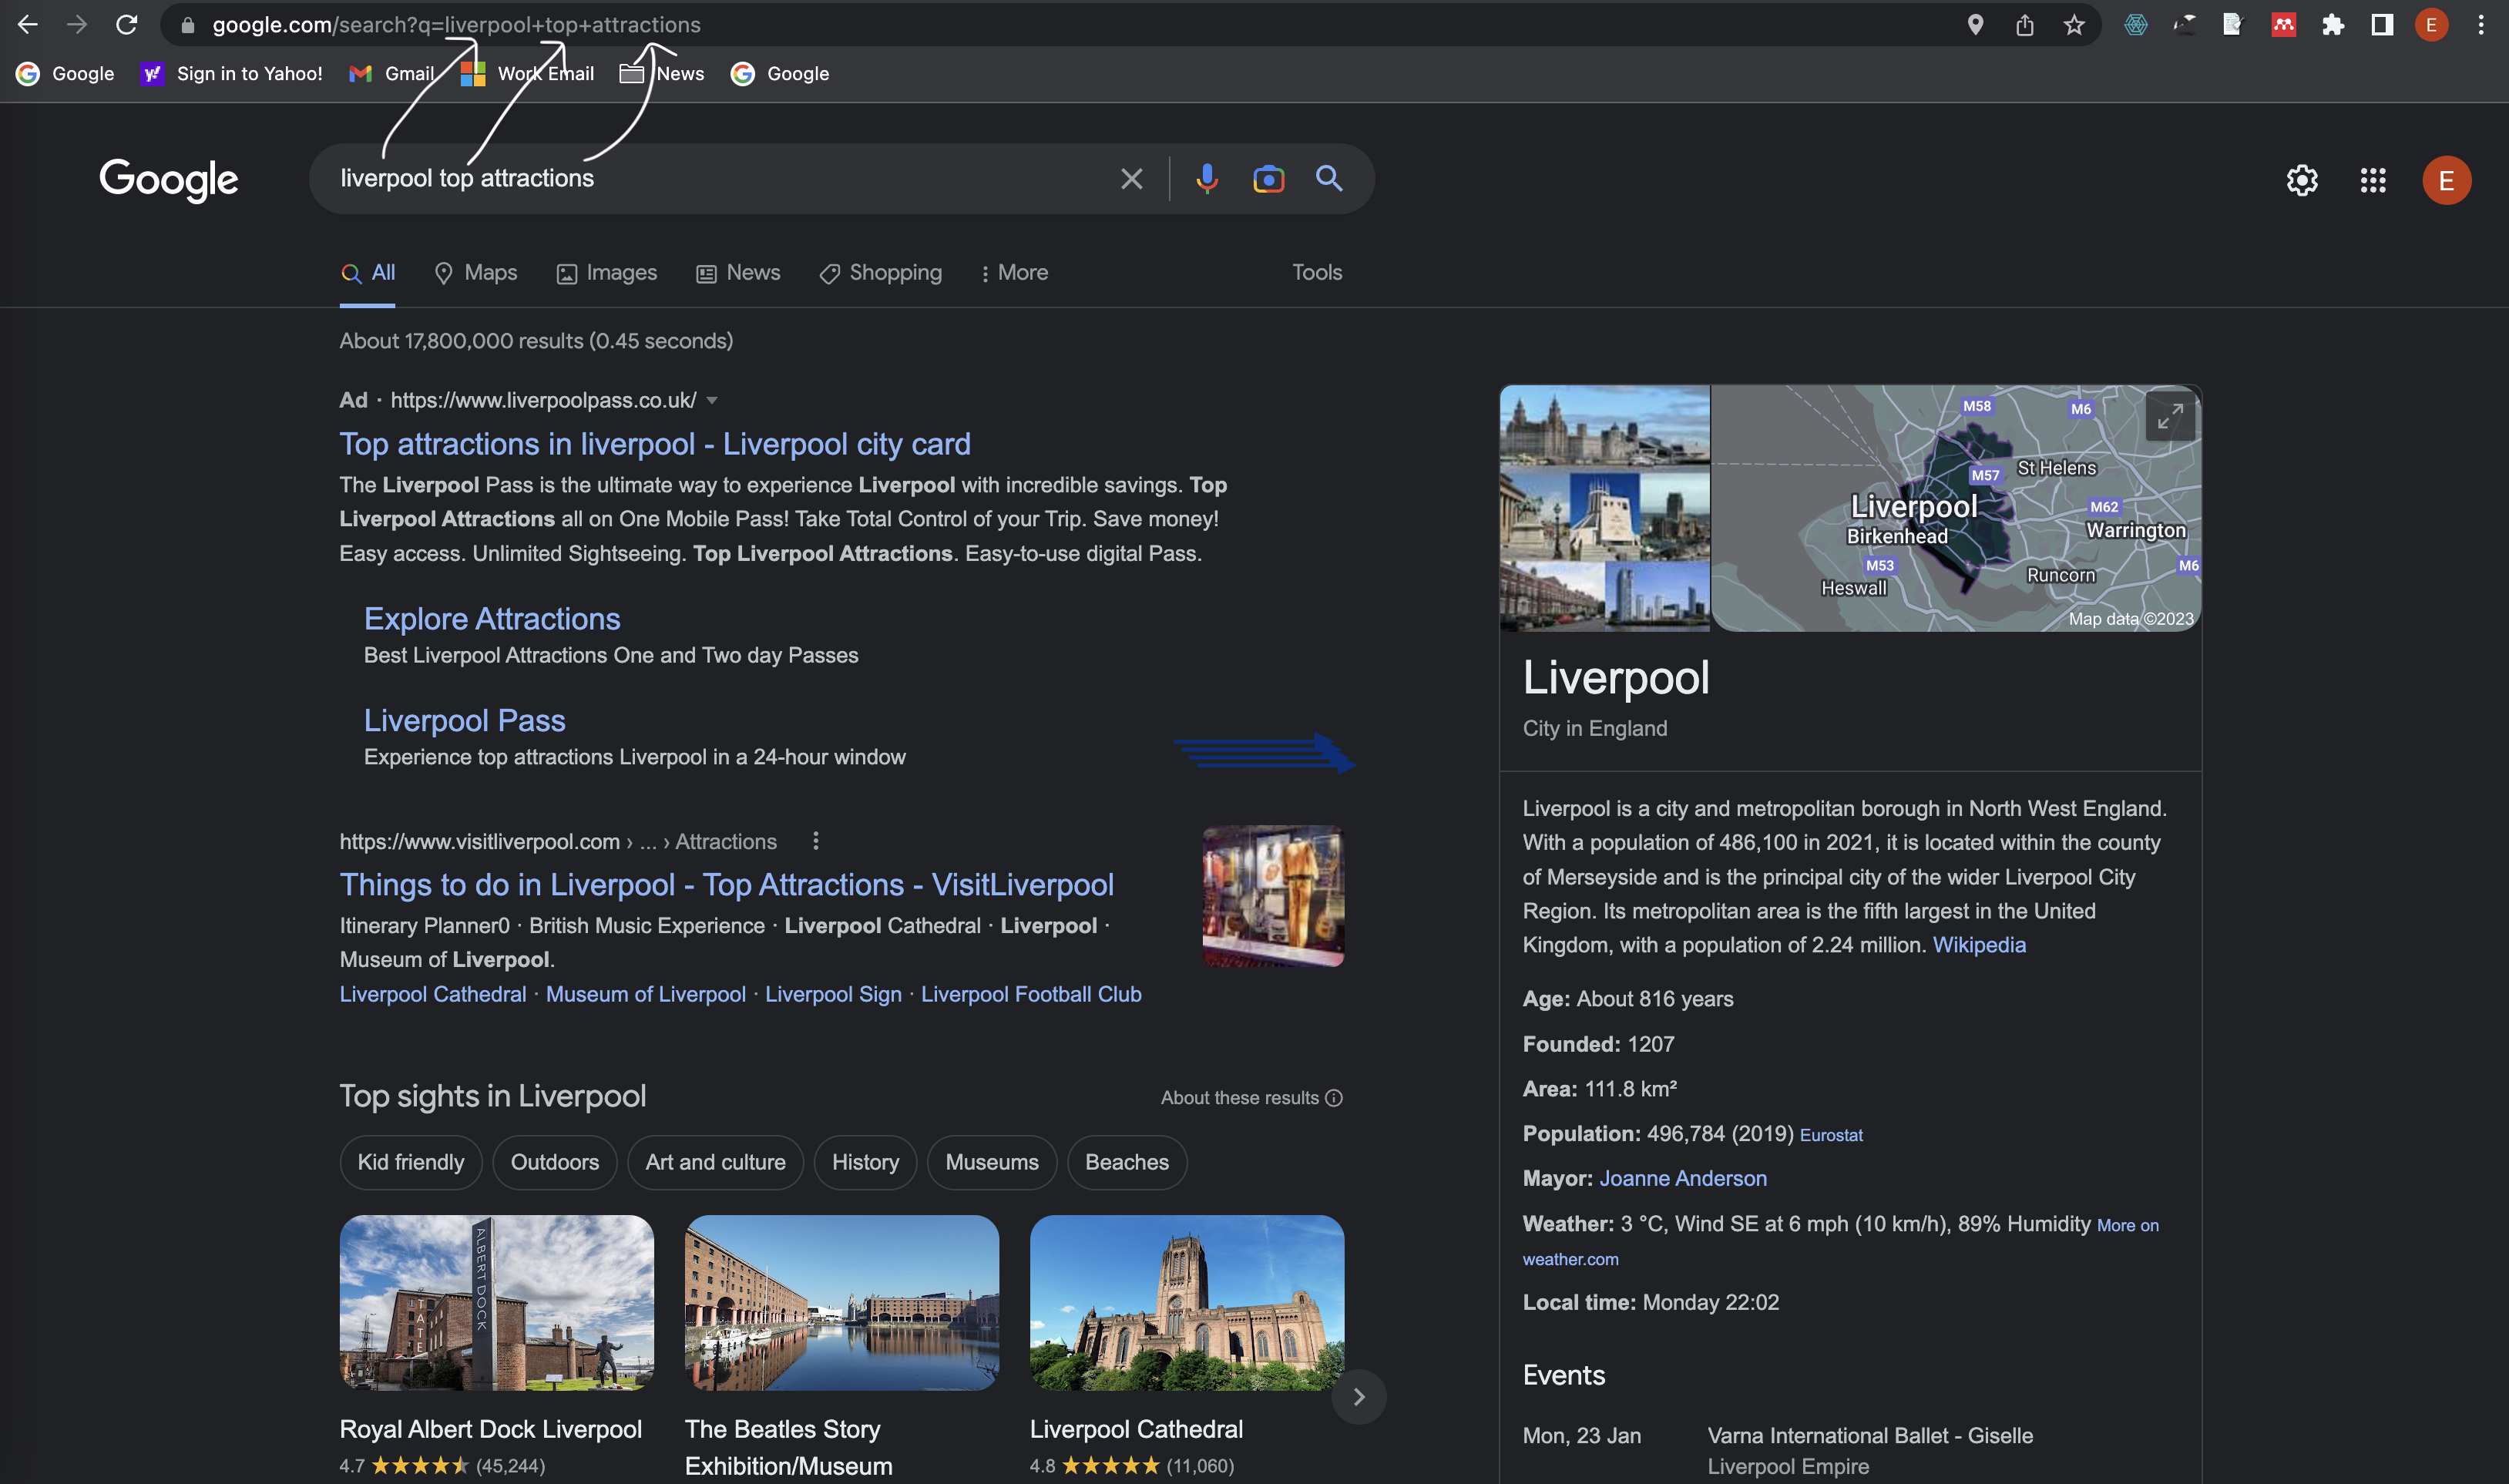 google.com/search?q=liverpool+top+attractions
E
Google Sign in to Yahoo! Gmail Work Email News Google
Google
liverpool top attractions
E
All Maps Images News Shopping More Tools
About 17,800,000 results (0.45 seconds)
Ad · https://www.liverpoolpass.co.uk/
Top attractions in liverpool - Liverpool city card
The Liverpool Pass is the ultimate way to experience Liverpool with incredible savings. Top
Liverpool Attractions all on One Mobile Pass! Take Total Control of your Trip. Save money!
Easy access. Unlimited Sightseeing. Top Liverpool Attractions. Easy-to-use digital Pass.
Explore Attractions
Best Liverpool Attractions One and Two day Passes
Liverpool Pass
Experience top attractions Liverpool in a 24-hour window
https://www.visitliverpool.com › ... › Attractions
Things to do in Liverpool - Top Attractions - VisitLiverpool
Itinerary Planner0 · British Music Experience · Liverpool Cathedral · Liverpool ·
Museum of Liverpool.
Liverpool Cathedral · Museum of Liverpool · Liverpool Sign · Liverpool Football Club
Top sights in Liverpool
About these results
Kid friendly Outdoors Art and culture History Museums Beaches
ALBERT DOCK
TATE
Royal Albert Dock Liverpool
4.7 (45,244)
The Beatles Story
Exhibition/Museum
Liverpool Cathedral
4.8 (11,060)
M58
M6
St Helens
M57
Liverpool
M62
Birkenhead
Warrington
M53
M6
Runcorn
Heswall
Map data ©2023
Liverpool
City in England
Liverpool is a city and metropolitan borough in North West England.
With a population of 486,100 in 2021, it is located within the county
of Merseyside and is the principal city of the wider Liverpool City
Region. Its metropolitan area is the fifth largest in the United
Kingdom, with a population of 2.24 million. Wikipedia
Age: About 816 years
Founded: 1207
Area: 111.8 km²
Population: 496,784 (2019) Eurostat
Mayor: Joanne Anderson
Weather: 3 °C, Wind SE at 6 mph (10 km/h), 89% Humidity More on
weather.com
Local time: Monday 22:02
Events
Mon, 23 Jan Varna International Ballet - Giselle
Liverpool Empire